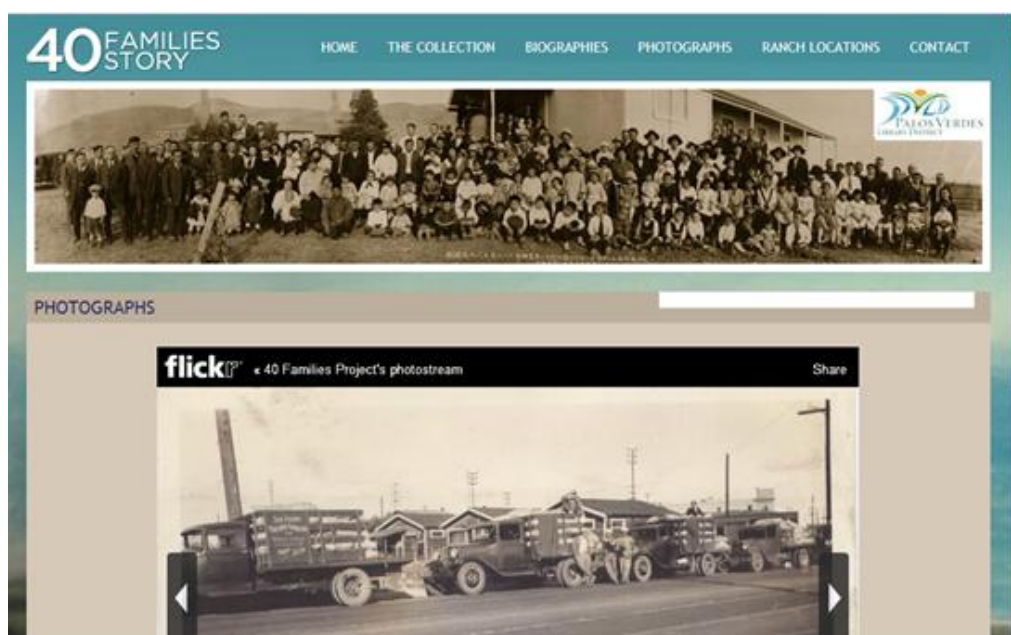 40 FAMILIES
STORY
HOME THE COLLECTION BIOGRAPHIES PHOTOGRAPHS RANCH LOCATIONS CONTACT
PALOS VERDES
LIBRARY DISTRICT
PHOTOGRAPHS
flickr « 40 Families Project's photostream Share